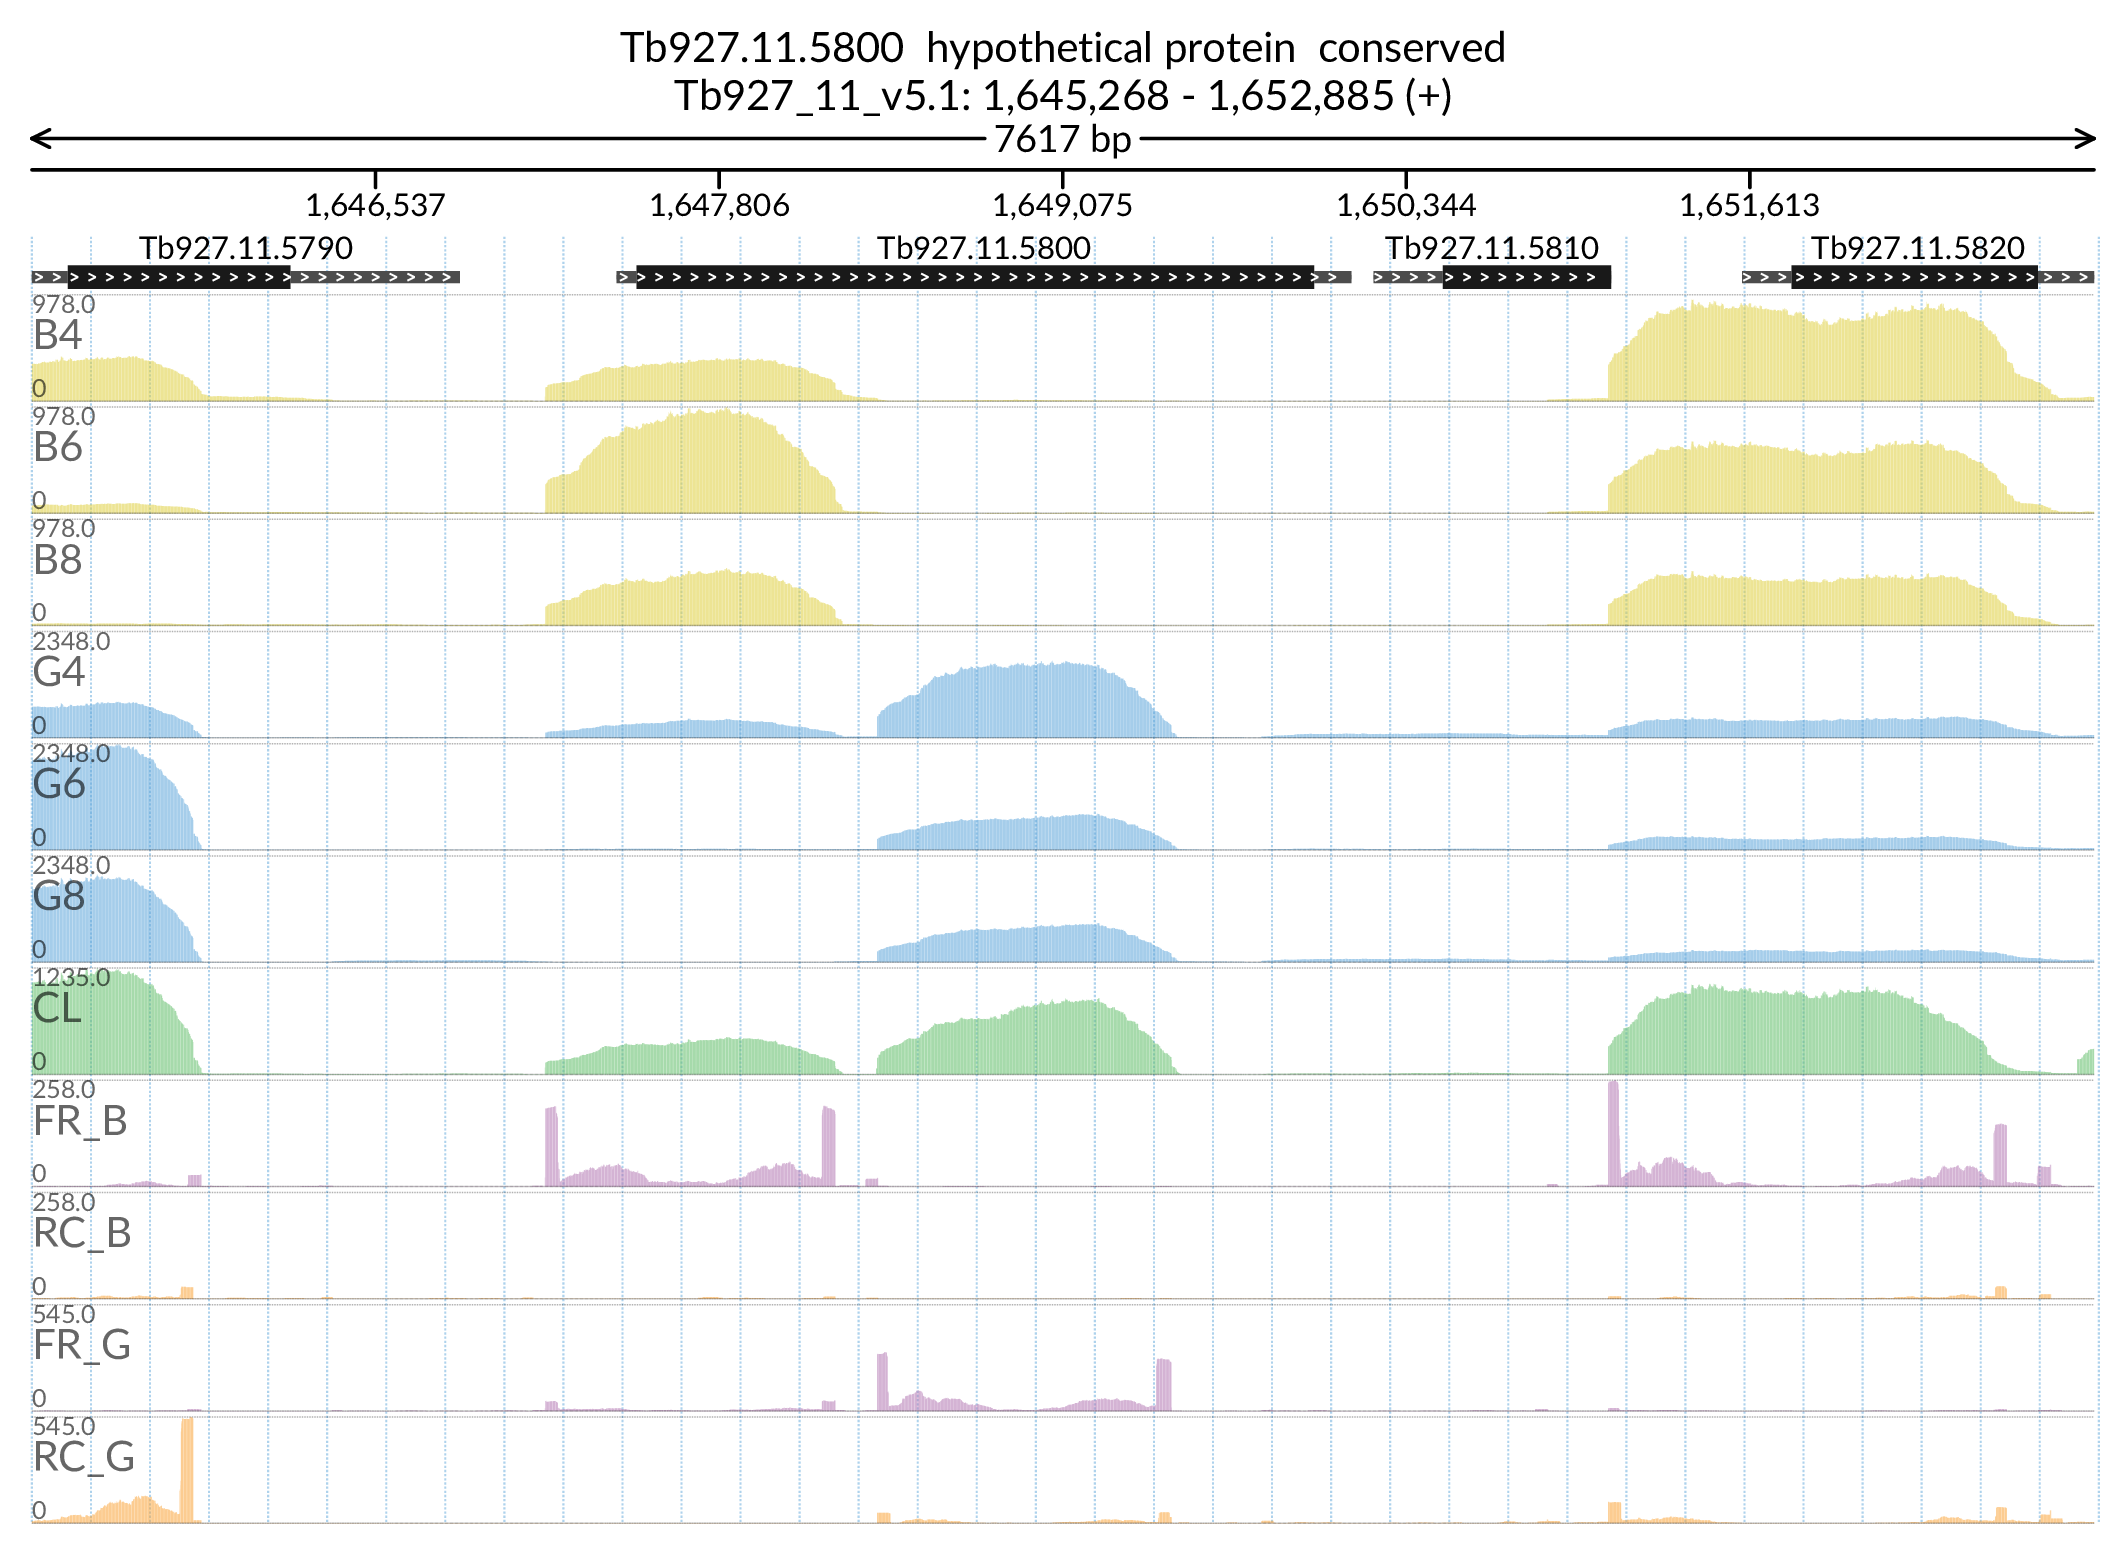 Tb927.11.5800  hypothetical protein  conserved
Tb927_11_v5.1: 1,645,268 - 1,652,885 (+)
7617 bp
1,646,537 1,647,806 1,649,075 1,650,344 1,651,613
Tb927.11.5790 Tb927.11.5800 Tb927.11.5810 Tb927.11.5820
978.0
B4
0
978.0
B6
0
978.0
B8
0
2348.0
G4
0
2348.0
G6
0
2348.0
G8
0
1235.0
CL
0
258.0
FR_B
0
258.0
RC_B
0
545.0
FR_G
0
545.0
RC_G
0